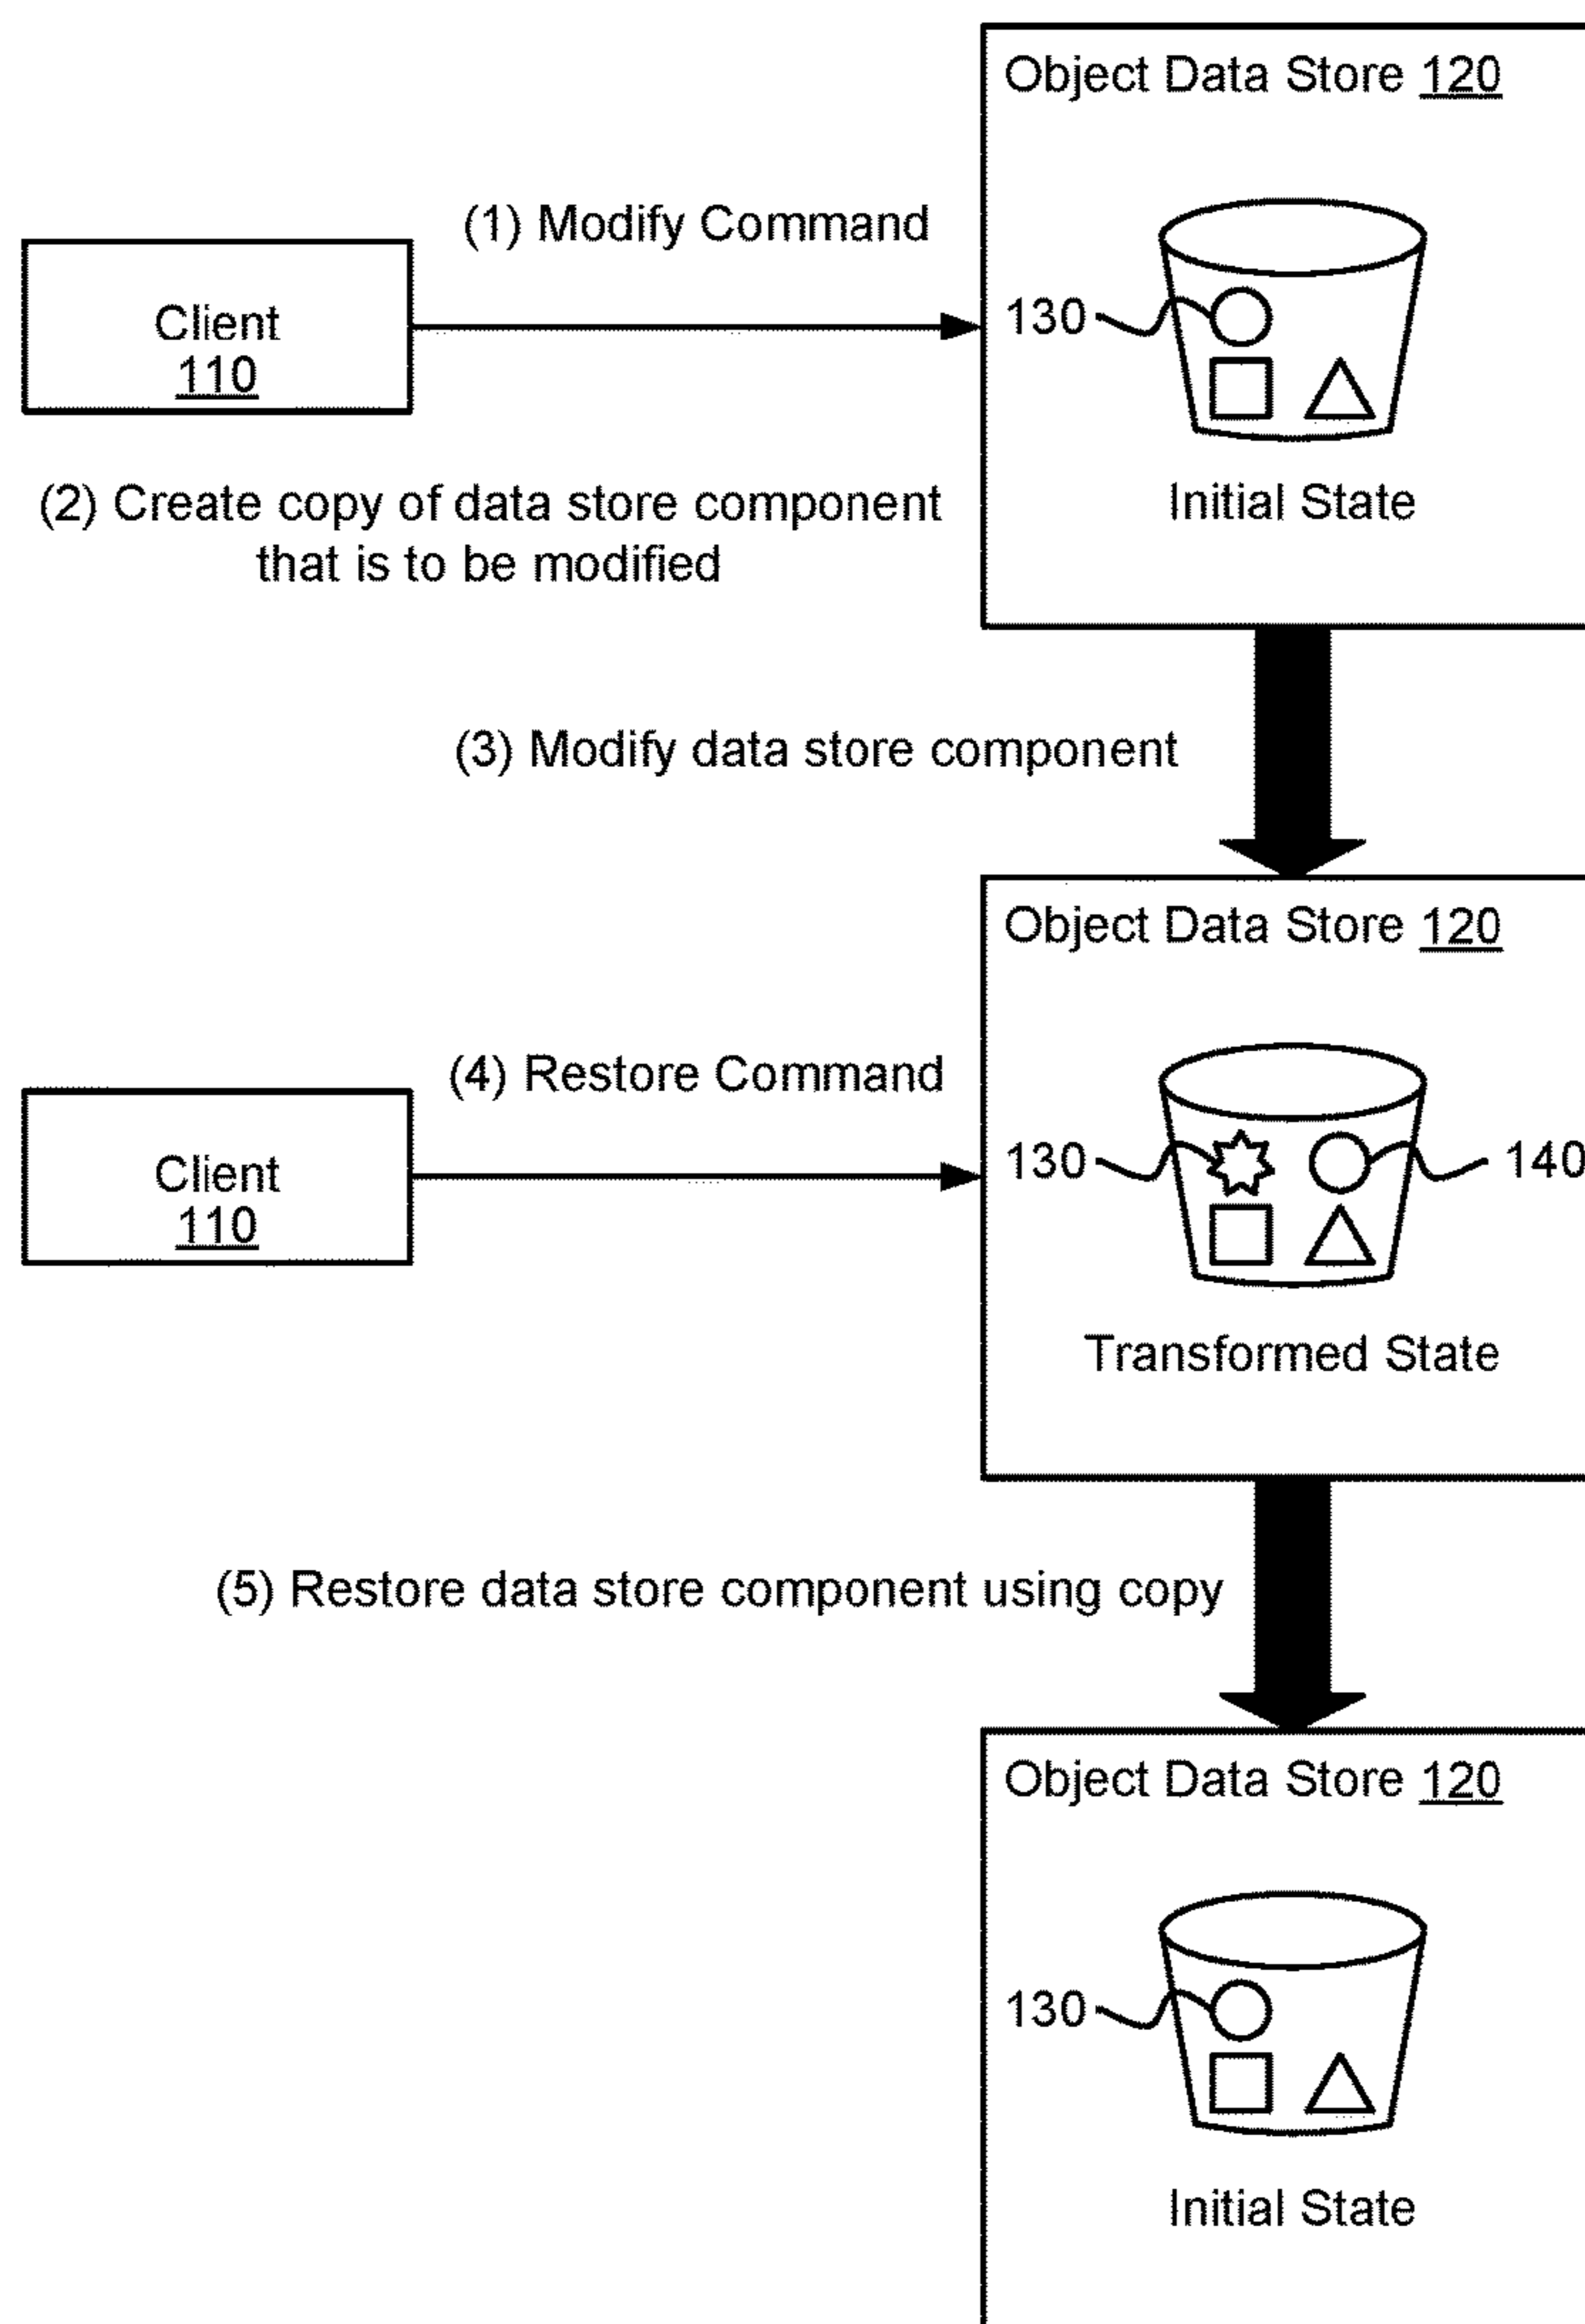 Object Data Store 120
(1) Modify Command
Client
110
130
(2) Create copy of data store component
that is to be modified
Initial State
(3) Modify data store component
Object Data Store 120
(4) Restore Command
Client
110
130
140
Transformed State
(5) Restore data store component using copy
Object Data Store 120
130
Initial State